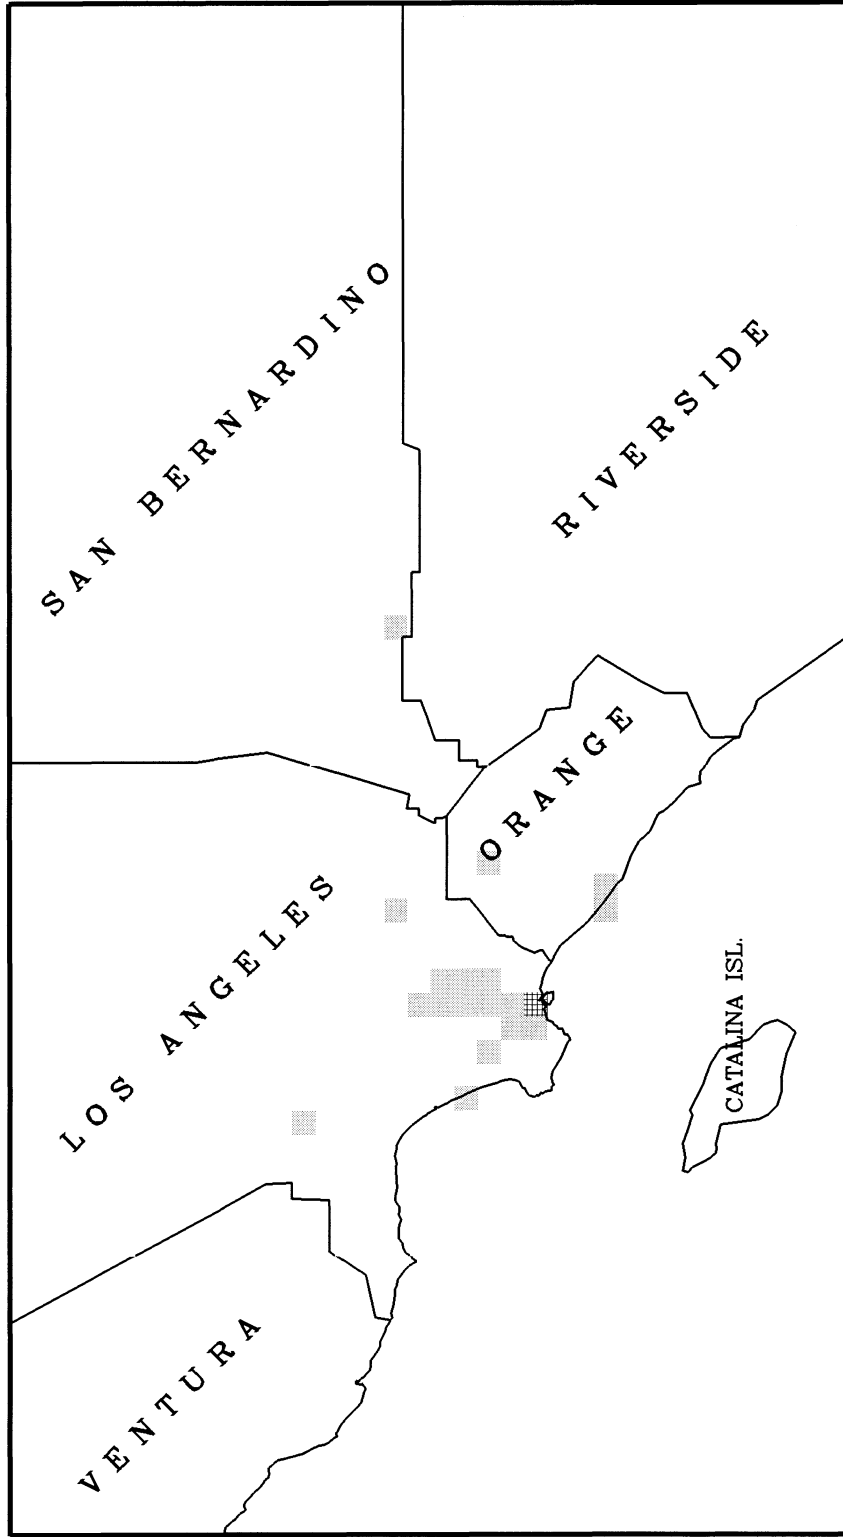 SAN BERNARDINO
RIVERSIDE
ORANGE
LOS ANGELES
CATALINA ISL.
VENTURA